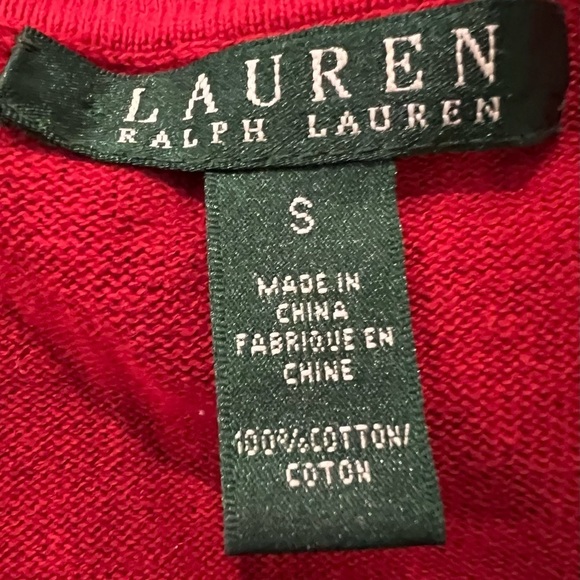 LAUREN
RALPH LAUREN
S
MADE IN
CHINA
FABRIQUE EN
CHINE
100%COTTON/
COTON